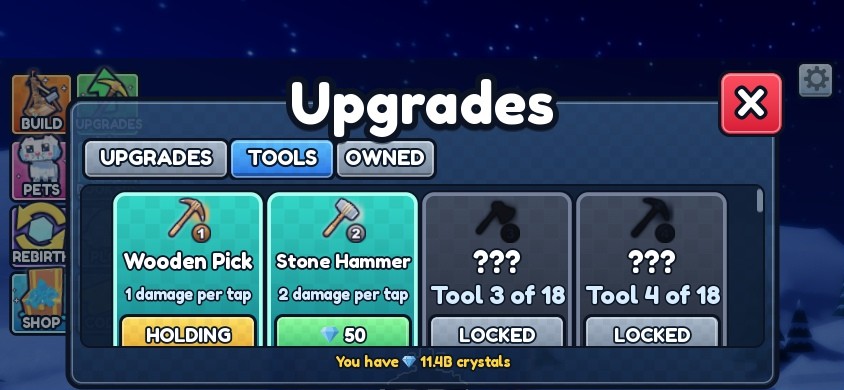 Upgrades
BUILD
UPGRADES
PETS
REBIRTH
SHOP
UPGRADES TOOLS OWNED
1 2
Wooden Pick Stone Hammer ??? ???
1 damage per tap 2 damage per tap Tool 3 of 18 Tool 4 of 18
HOLDING 50 LOCKED LOCKED
You have 11.4B crystals